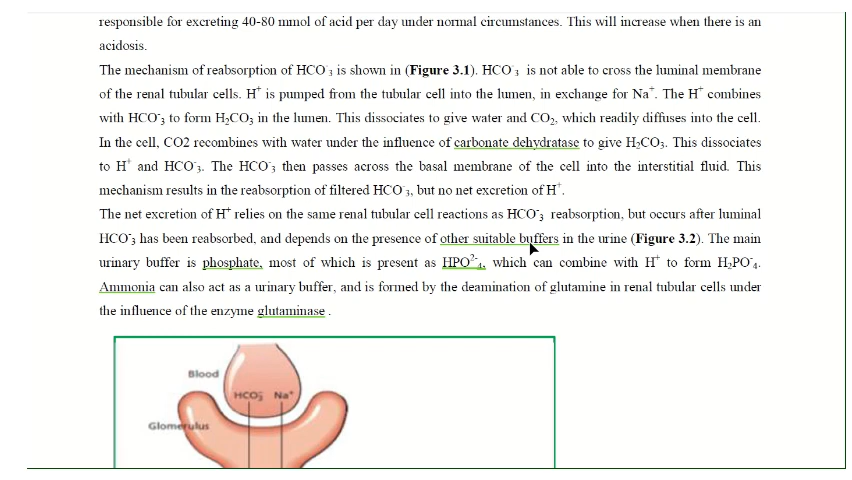 responsible for excreting 40-80 mmol of acid per day under normal circumstances. This will increase when there is an
acidosis.
The mechanism of reabsorption of HCO⁻₃ is shown in (Figure 3.1). HCO⁻₃ is not able to cross the luminal membrane
of the renal tubular cells. H⁺ is pumped from the tubular cell into the lumen, in exchange for Na⁺. The H⁺ combines
with HCO⁻₃ to form H₂CO₃ in the lumen. This dissociates to give water and CO₂, which readily diffuses into the cell.
In the cell, CO2 recombines with water under the influence of carbonate dehydratase to give H₂CO₃. This dissociates
to H⁺ and HCO⁻₃. The HCO⁻₃ then passes across the basal membrane of the cell into the interstitial fluid. This
mechanism results in the reabsorption of filtered HCO⁻₃, but no net excretion of H⁺.
The net excretion of H⁺ relies on the same renal tubular cell reactions as HCO⁻₃ reabsorption, but occurs after luminal
HCO⁻₃ has been reabsorbed, and depends on the presence of other suitable buffers in the urine (Figure 3.2). The main
urinary buffer is phosphate, most of which is present as HPO²⁻₄, which can combine with H⁺ to form H₂PO⁻₄.
Ammonia can also act as a urinary buffer, and is formed by the deamination of glutamine in renal tubular cells under
the influence of the enzyme glutaminase .
Blood
HCO₃⁻ Na⁺
Glomerulus